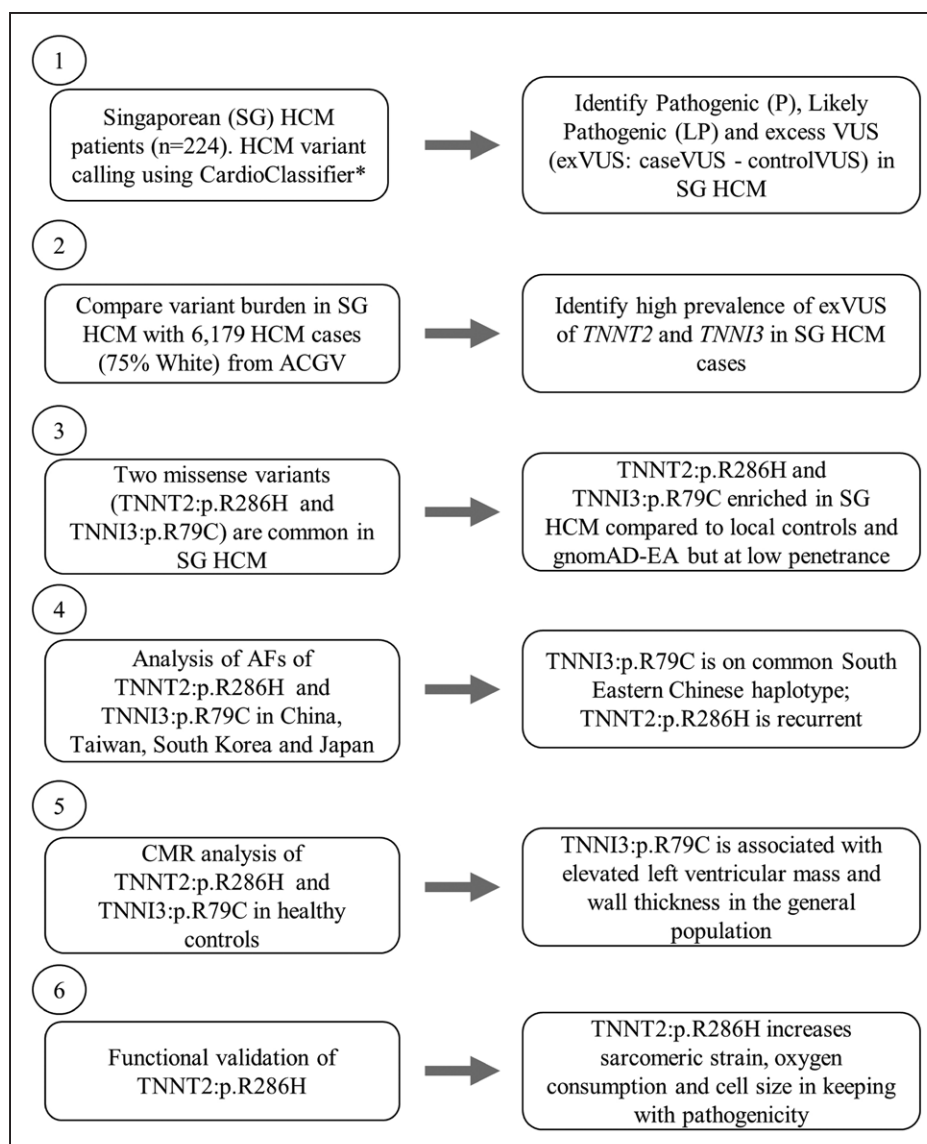 1
Singaporean (SG) HCM
patients (n=224). HCM variant
calling using CardioClassifier*
Identify Pathogenic (P), Likely
Pathogenic (LP) and excess VUS
(exVUS: caseVUS - controlVUS) in
SG HCM
2
Compare variant burden in SG
HCM with 6,179 HCM cases
(75% White) from ACGV
Identify high prevalence of exVUS
of TNNT2 and TNNI3 in SG HCM
cases
3
Two missense variants
(TNNT2:p.R286H and
TNNI3:p.R79C) are common in
SG HCM
TNNT2:p.R286H and
TNNI3:p.R79C enriched in SG
HCM compared to local controls and
gnomAD-EA but at low penetrance
4
Analysis of AFs of
TNNT2:p.R286H and
TNNI3:p.R79C in China,
Taiwan, South Korea and Japan
TNNI3:p.R79C is on common South
Eastern Chinese haplotype;
TNNT2:p.R286H is recurrent
5
CMR analysis of
TNNT2:p.R286H and
TNNI3:p.R79C in healthy
controls
TNNI3:p.R79C is associated with
elevated left ventricular mass and
wall thickness in the general
population
6
Functional validation of
TNNT2:p.R286H
TNNT2:p.R286H increases
sarcomeric strain, oxygen
consumption and cell size in keeping
with pathogenicity